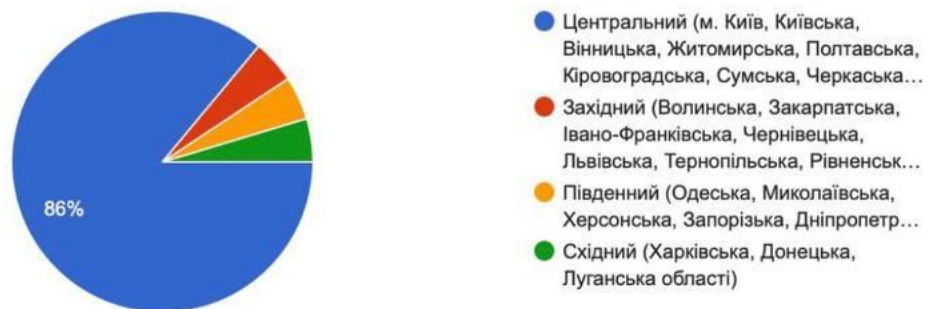 86%
Центральний (м. Київ, Київська,
Вінницька, Житомирська, Полтавська,
Кіровоградська, Сумська, Черкаська…
Західний (Волинська, Закарпатська,
Івано-Франківська, Чернівецька,
Львівська, Тернопільська, Рівненськ…
Південний (Одеська, Миколаївська,
Херсонська, Запорізька, Дніпропетр…
Східний (Харківська, Донецька,
Луганська області)